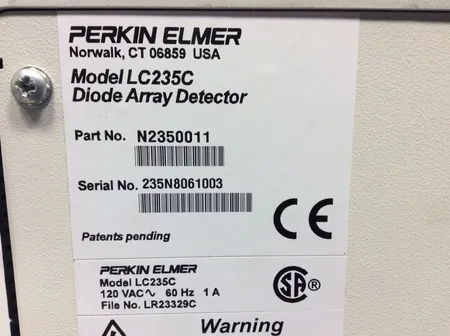 PERKIN ELMER
Norwalk, CT 06859 USA
Model LC235C
Diode Array Detector
Part No. N2350011
Serial No. 235N8061003
CE
Patents pending
PERKIN ELMER
Model LC235C
120 VAC∿ 60 Hz 1 A
File No. LR23329C
SA ®
Warning